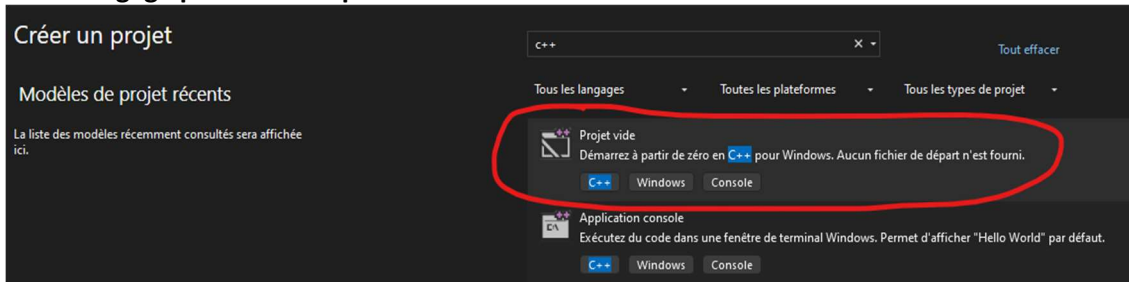 Créer un projet
c++
Tout effacer
Modèles de projet récents
Tous les langages
Toutes les plateformes
Tous les types de projet
La liste des modèles récemment consultés sera affichée
ici.
Projet vide
Démarrez à partir de zéro en C++ pour Windows. Aucun fichier de départ n'est fourni.
C++ Windows Console
Application console
Exécutez du code dans une fenêtre de terminal Windows. Permet d'afficher "Hello World" par défaut.
C++ Windows Console